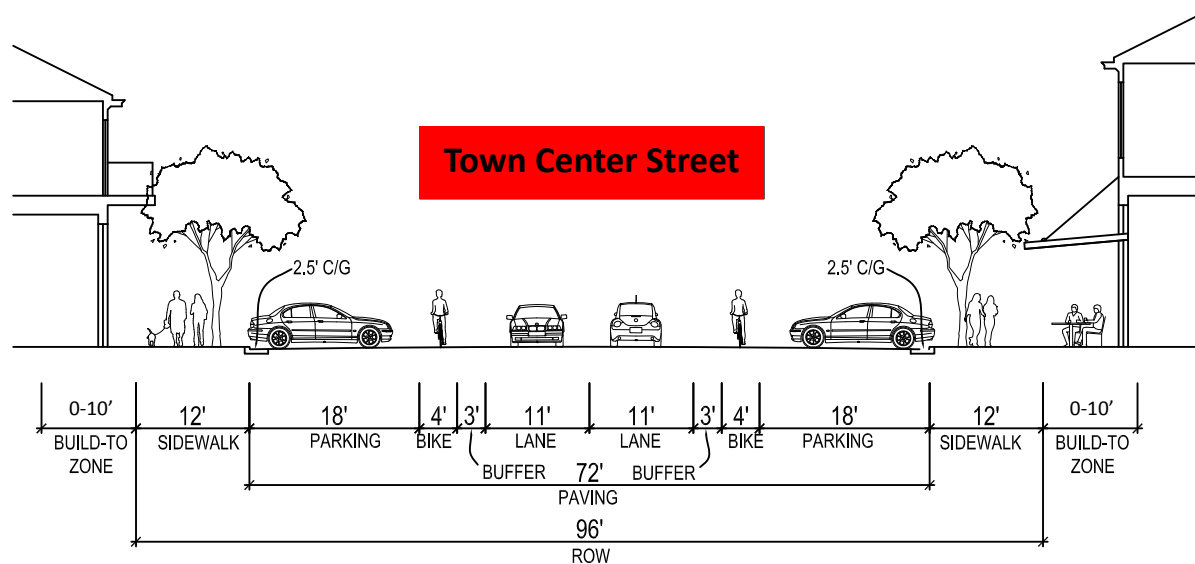 Town Center Street
2.5' C/G
2.5' C/G
0-10'
12'
18'
4'
3'
11'
11'
3'
4'
18'
12'
0-10'
BUILD-TO
ZONE
SIDEWALK
PARKING
BIKE
LANE
LANE
BIKE
PARKING
SIDEWALK
BUILD-TO
ZONE
BUFFER
72'
BUFFER
PAVING
96'
ROW